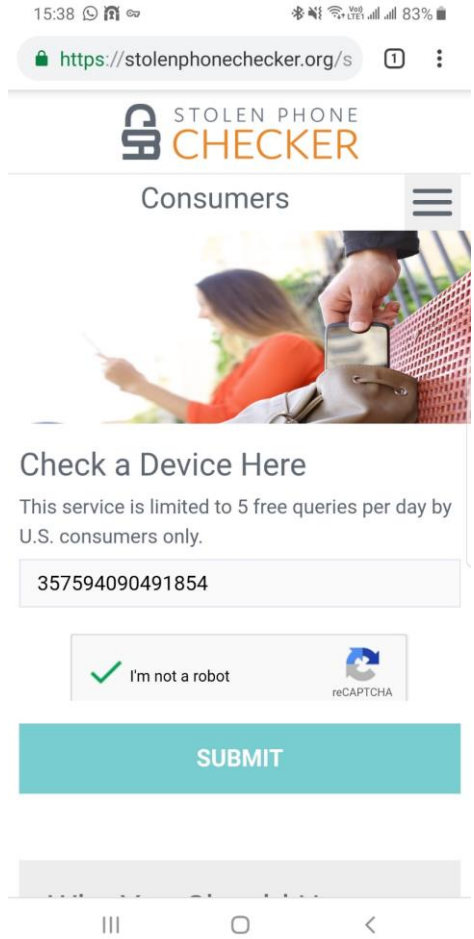 15:38 83%
https://stolenphonechecker.org/s 1
STOLEN PHONE
CHECKER
Consumers
Check a Device Here
This service is limited to 5 free queries per day by
U.S. consumers only.
357594090491854
I'm not a robot
reCAPTCHA
SUBMIT